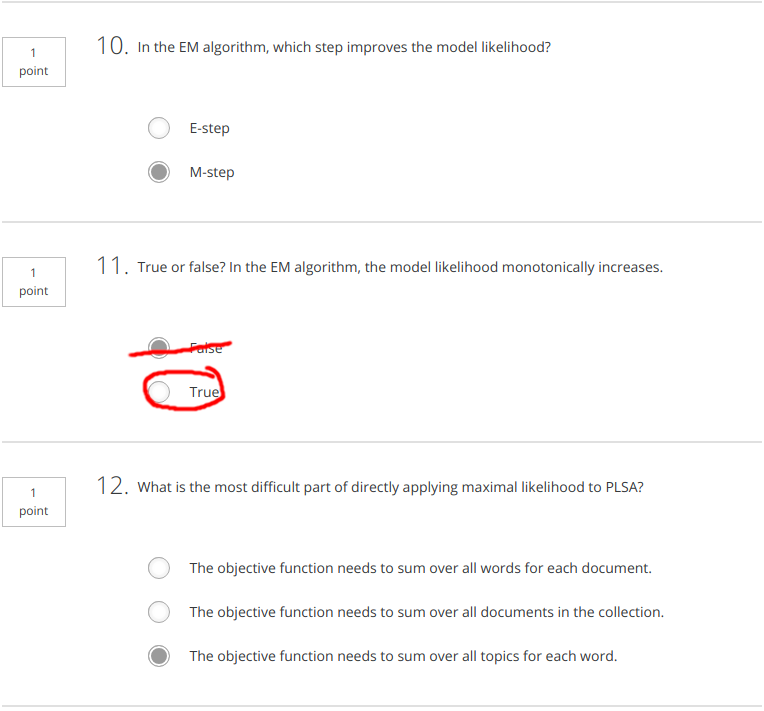 1
point
10. In the EM algorithm, which step improves the model likelihood?
E-step
M-step
1
point
11. True or false? In the EM algorithm, the model likelihood monotonically increases.
False
True
1
point
12. What is the most difficult part of directly applying maximal likelihood to PLSA?
The objective function needs to sum over all words for each document.
The objective function needs to sum over all documents in the collection.
The objective function needs to sum over all topics for each word.